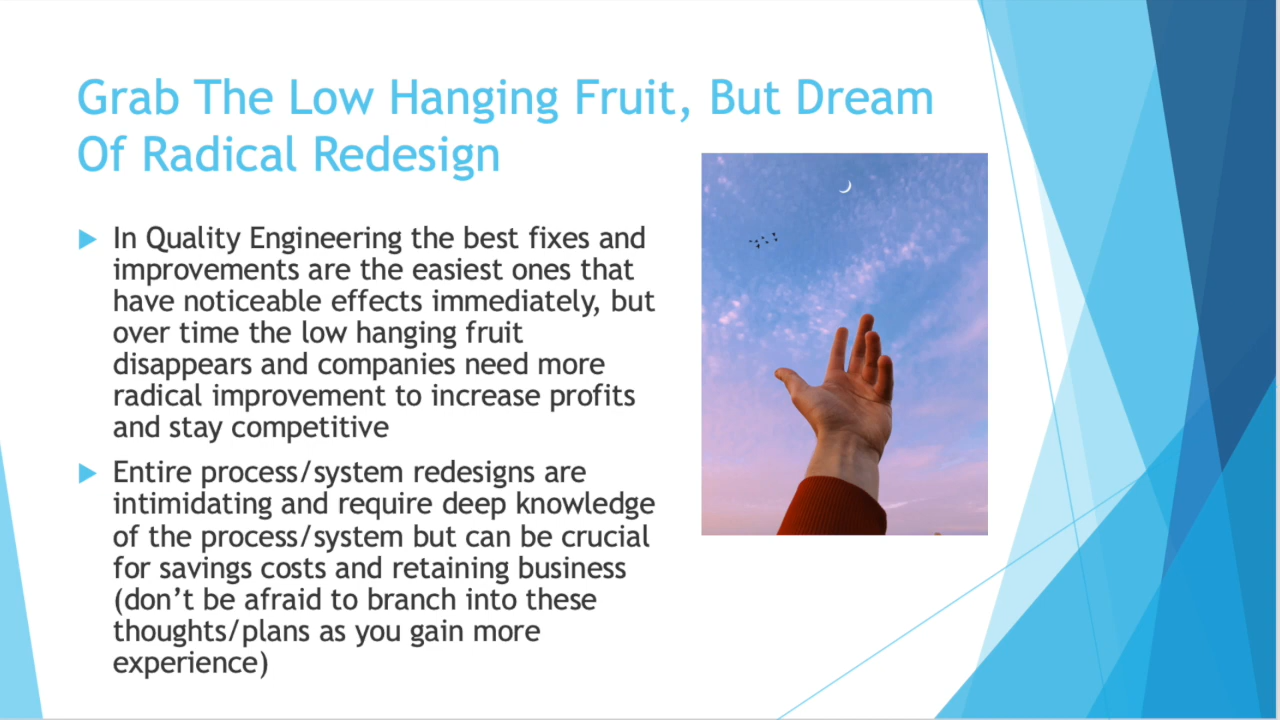 Grab The Low Hanging Fruit, But Dream
Of Radical Redesign
In Quality Engineering the best fixes and
improvements are the easiest ones that
have noticeable effects immediately, but
over time the low hanging fruit
disappears and companies need more
radical improvement to increase profits
and stay competitive
Entire process/system redesigns are
intimidating and require deep knowledge
of the process/system but can be crucial
for savings costs and retaining business
(don’t be afraid to branch into these
thoughts/plans as you gain more
experience)